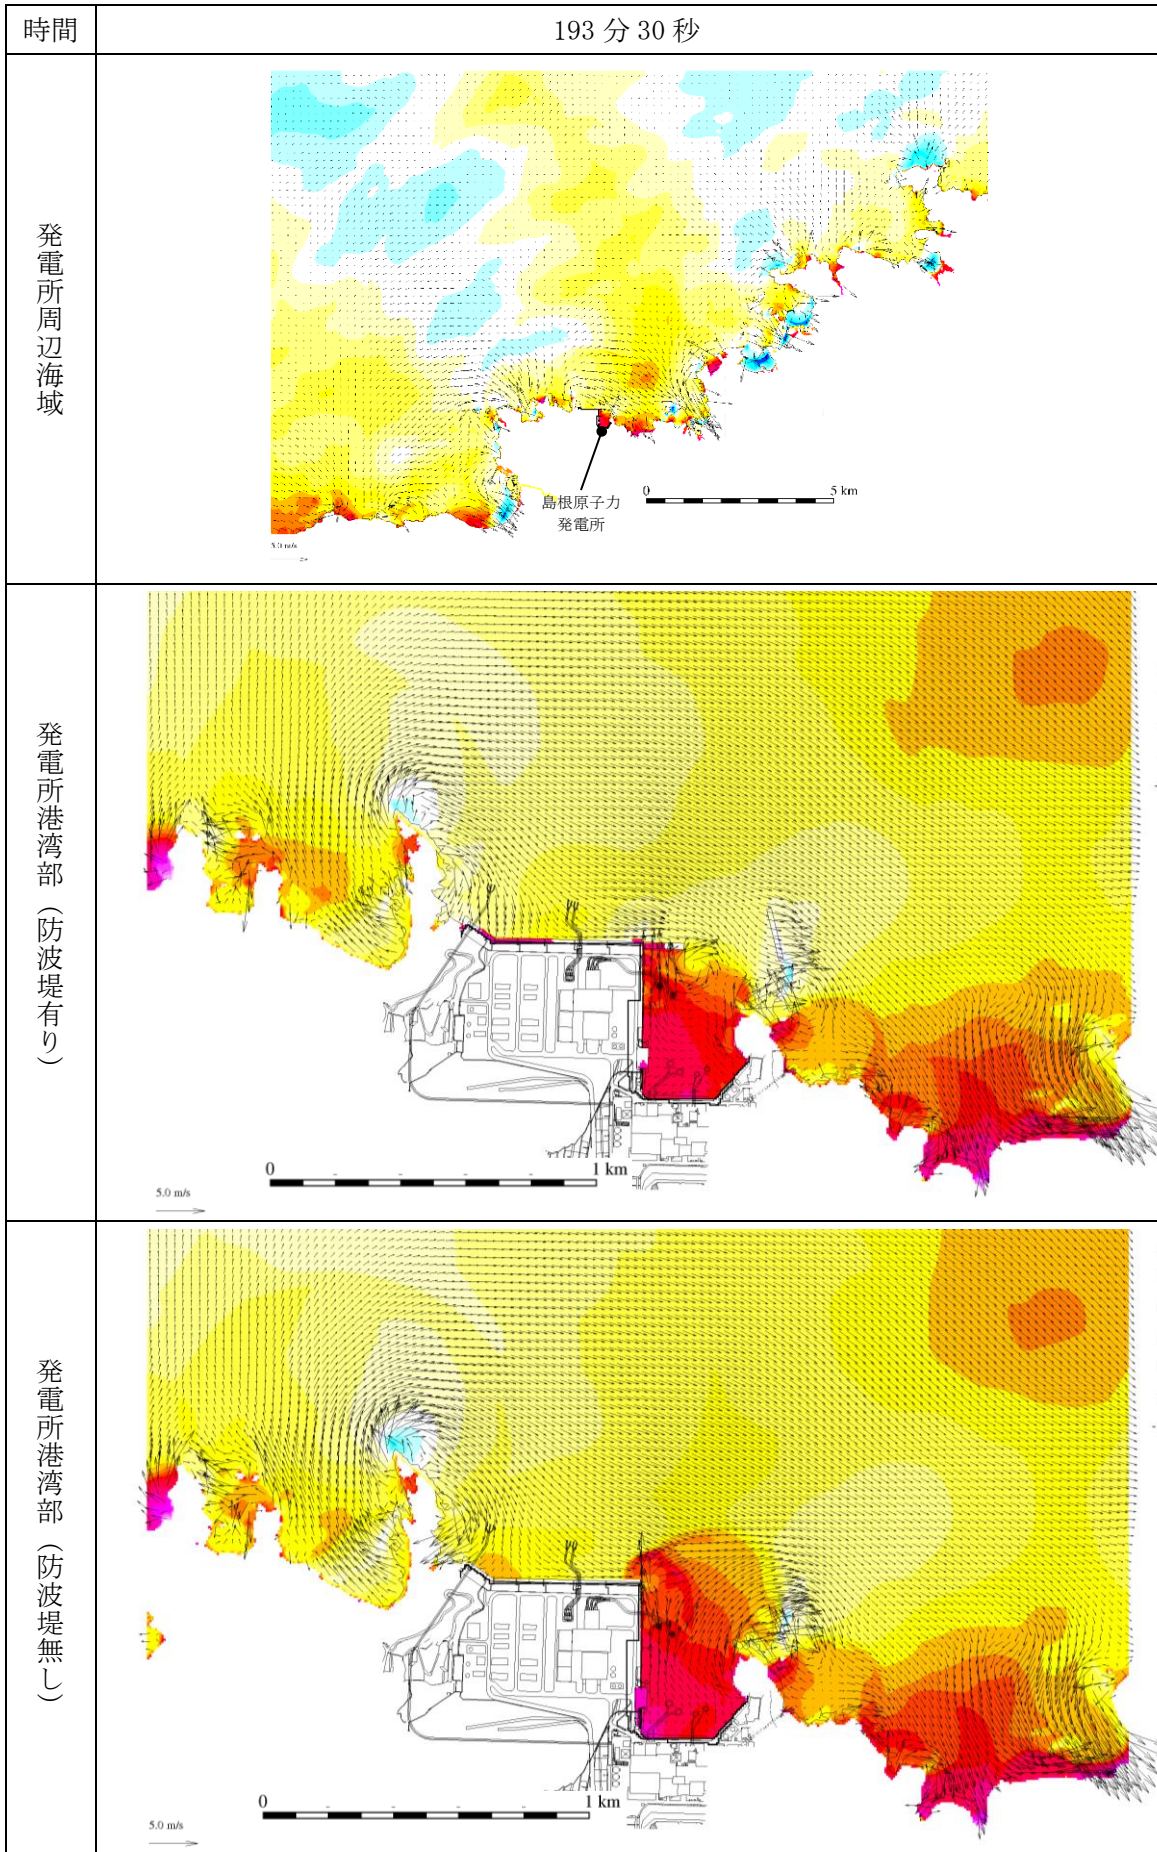 時間
193 分 30 秒
発電所周辺海域
島根原子力
発電所
0
5 km
5.0 m/s
発電所港湾部（防波堤有り）
0
1 km
5.0 m/s
発電所港湾部（防波堤無し）
0
1 km
5.0 m/s